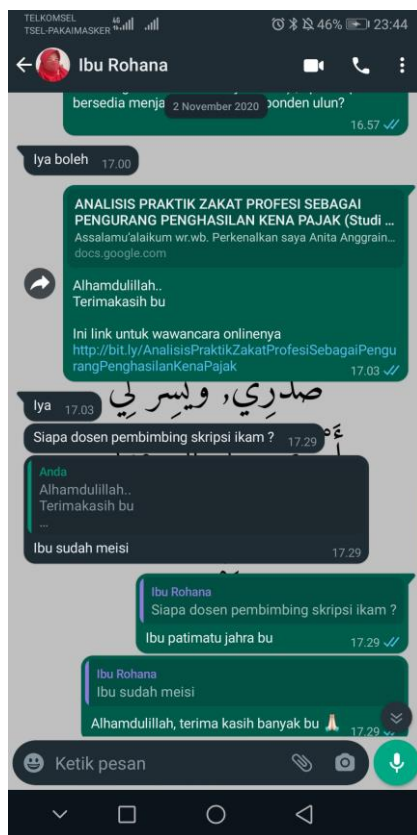 TELKOMSEL
TSEL-PAKAIMASKER 46% 23:44
Ibu Rohana
bersedia menja ponden ulun?
2 November 2020
16.57
Iya boleh 17.00
ANALISIS PRAKTIK ZAKAT PROFESI SEBAGAI
PENGURANG PENGHASILAN KENA PAJAK (Studi ...
Assalamu'alaikum wr.wb. Perkenalkan saya Anita Anggrain...
docs.google.com
Alhamdulillah..
Terimakasih bu
Ini link untuk wawancara onlinenya
http://bit.ly/AnalisisPraktikZakatProfesiSebagaiPengu
rangPenghasilanKenaPajak
17.03
صدري، ويسر لي
Iya 17.03
Siapa dosen pembimbing skripsi ikam ? 17.29
Anda
Alhamdulillah..
Terimakasih bu
...
Ibu sudah meisi
17.29
Ibu Rohana
Siapa dosen pembimbing skripsi ikam ?
Ibu patimatu jahra bu
17.29
Ibu Rohana
Ibu sudah meisi
Alhamdulillah, terima kasih banyak bu 🙏🏻
17.29
Ketik pesan